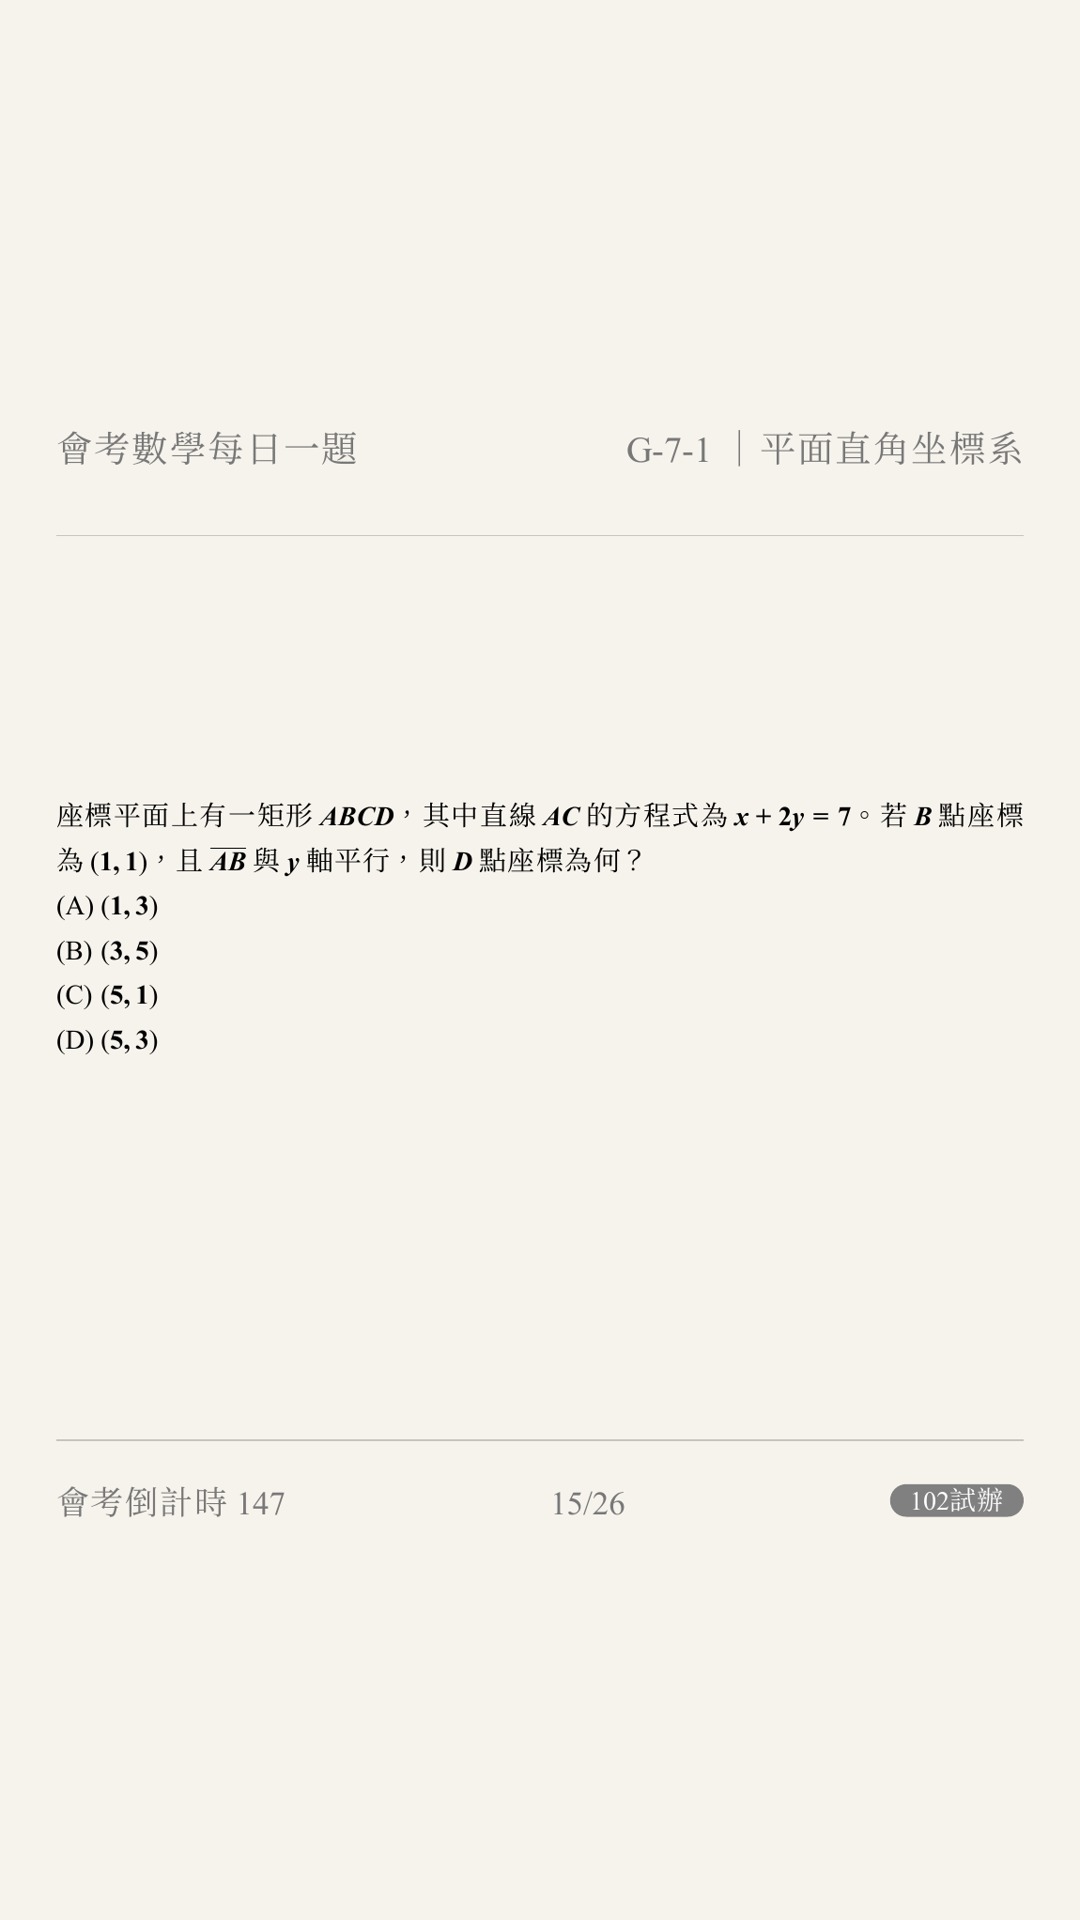 會考數學每日一題
G-7-1｜平面直角坐標系
座標平面上有一矩形 ABCD，其中直線 AC 的方程式為 x + 2y = 7。若 B 點座標
為 (1, 1)，且 A̅B̅ 與 y 軸平行，則 D 點座標為何？
(A) (1, 3)
(B) (3, 5)
(C) (5, 1)
(D) (5, 3)
會考倒計時 147
15/26
102試辦